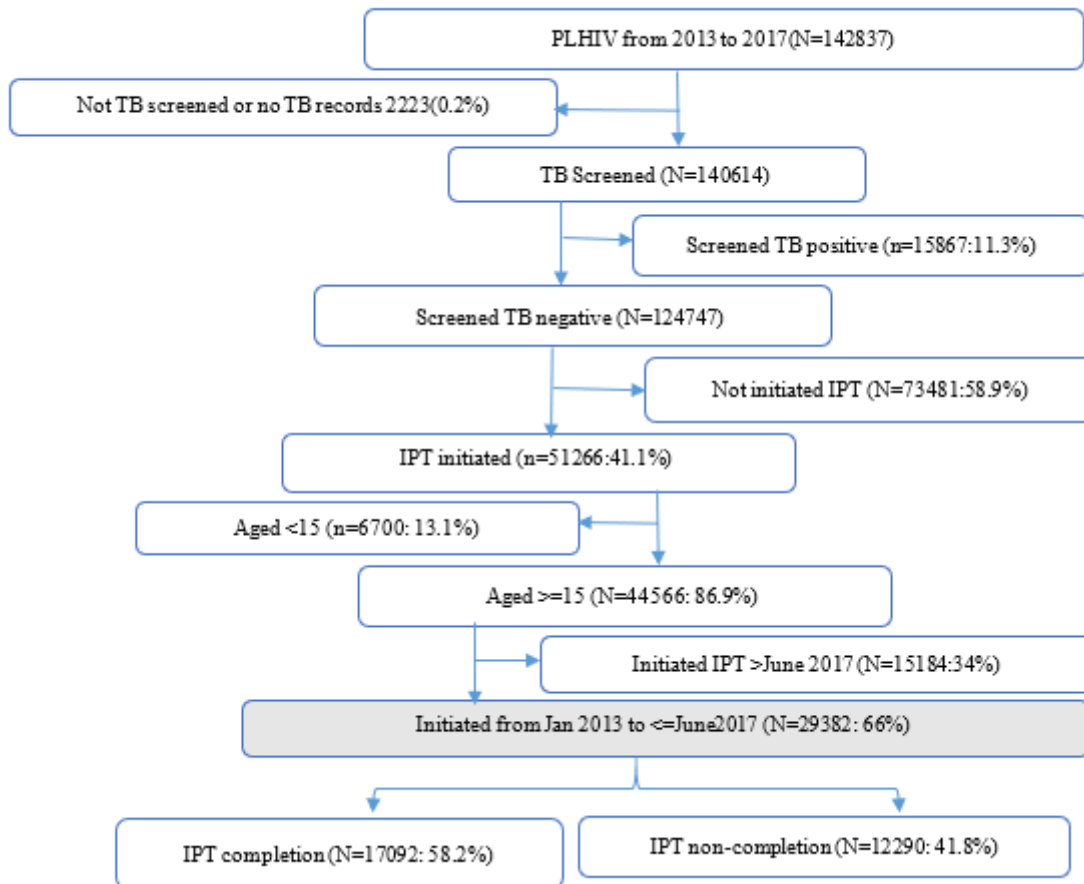 PLHIV from 2013 to 2017(N=142837)
Not TB screened or no TB records 2223(0.2%)
TB Screened (N=140614)
Screened TB positive (n=15867:11.3%)
Screened TB negative (N=124747)
Not initiated IPT (N=73481:58.9%)
IPT initiated (n=51266:41.1%)
Aged <15 (n=6700: 13.1%)
Aged >=15 (N=44566: 86.9%)
Initiated IPT >June 2017 (N=15184:34%)
Initiated from Jan 2013 to <=June2017 (N=29382: 66%)
IPT completion (N=17092: 58.2%)
IPT non-completion (N=12290: 41.8%)